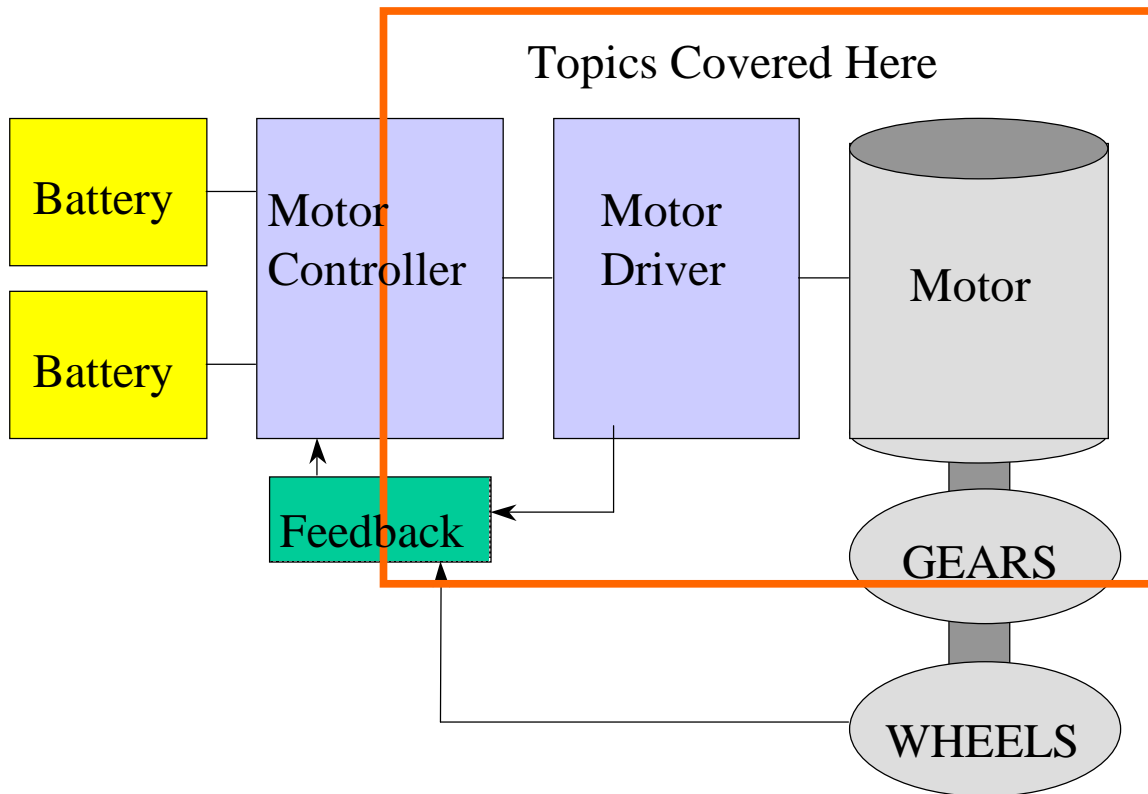 Topics Covered Here
Battery
Motor
Controller
Motor
Driver
Motor
Battery
Feedback
GEARS
WHEELS